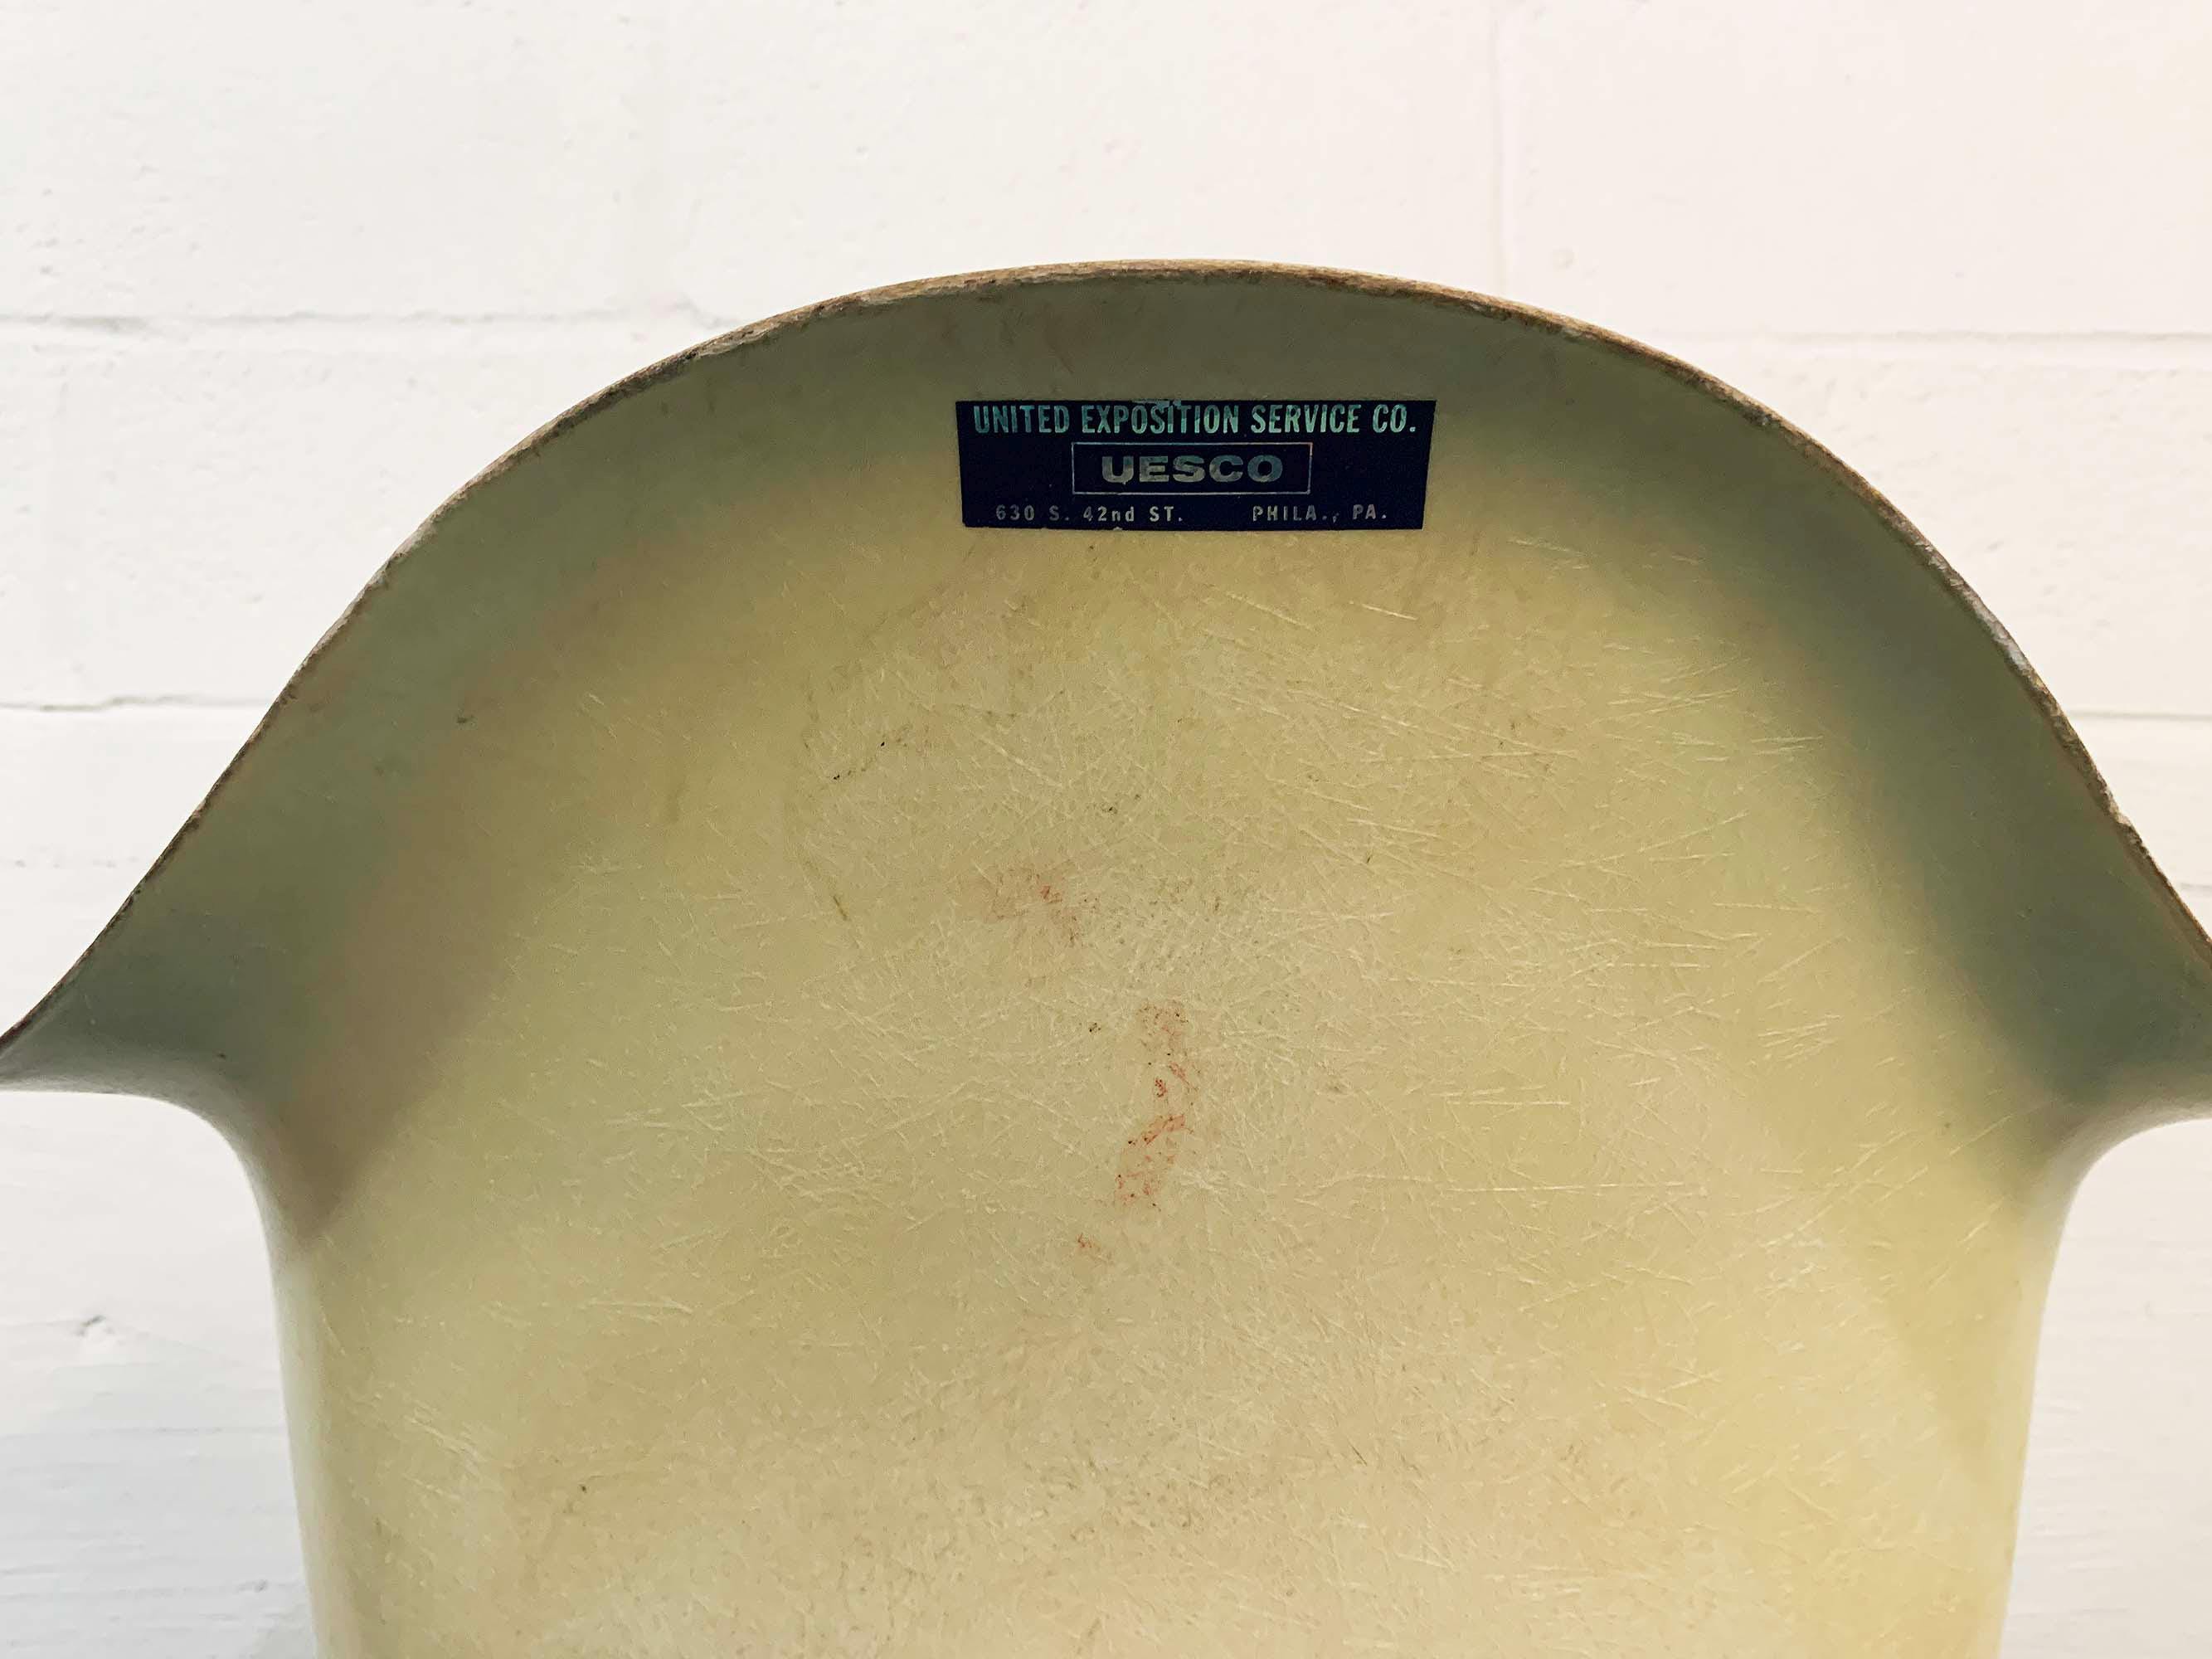 UNITED EXPOSITION SERVICE CO.
UESCO
630 S. 42nd ST. PHILA., PA.